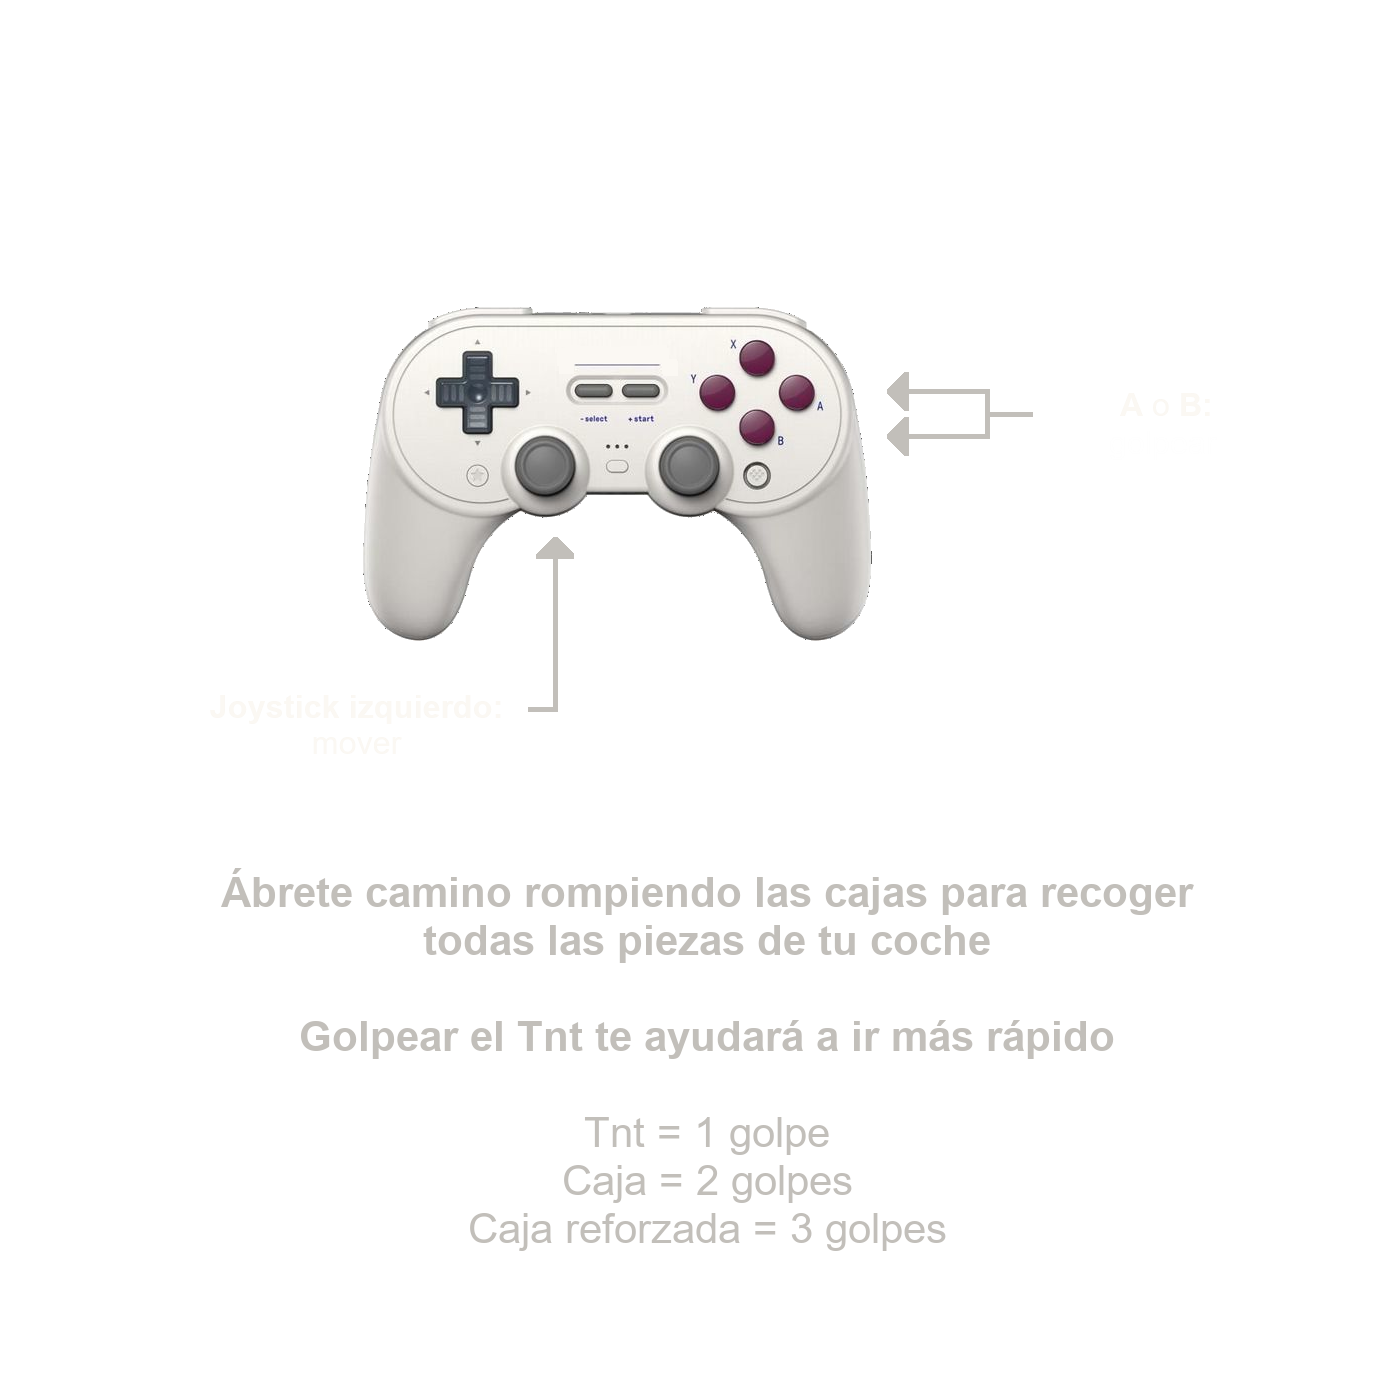 X
Y
A
B
-select
+start
A o B:
Joystick izquierdo:
mover
Ábrete camino rompiendo las cajas para recoger
todas las piezas de tu coche
Golpear el Tnt te ayudará a ir más rápido
Tnt = 1 golpe
Caja = 2 golpes
Caja reforzada = 3 golpes